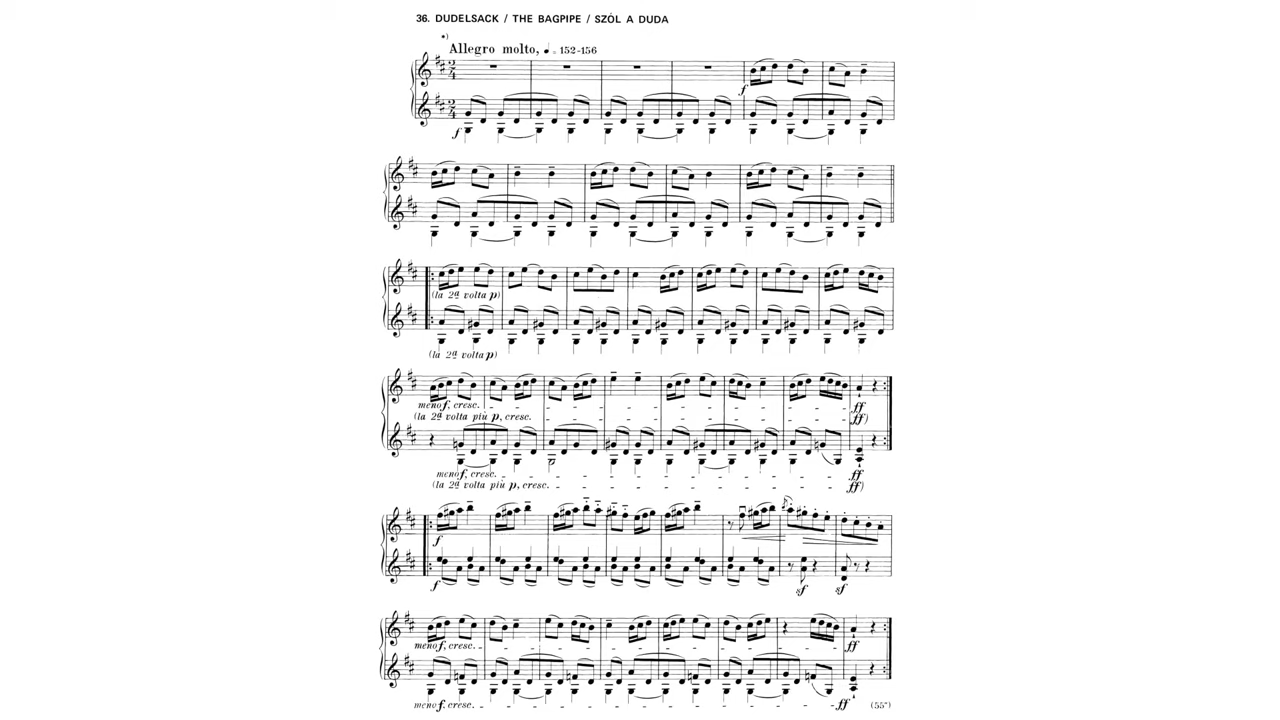 36. DUDELSACK / THE BAGPIPE / SZÓL A DUDA
*)
Allegro molto, ♩ = 152-156
f
f
(la 2ª volta p)
(la 2ª volta p)
meno f, cresc.
ff
(la 2ª volta più p, cresc.
ff)
meno f, cresc.
ff
(la 2ª volta più p, cresc.
ff)
f
f
sf
sf
meno f, cresc.
ff
meno f, cresc.
ff
(55")